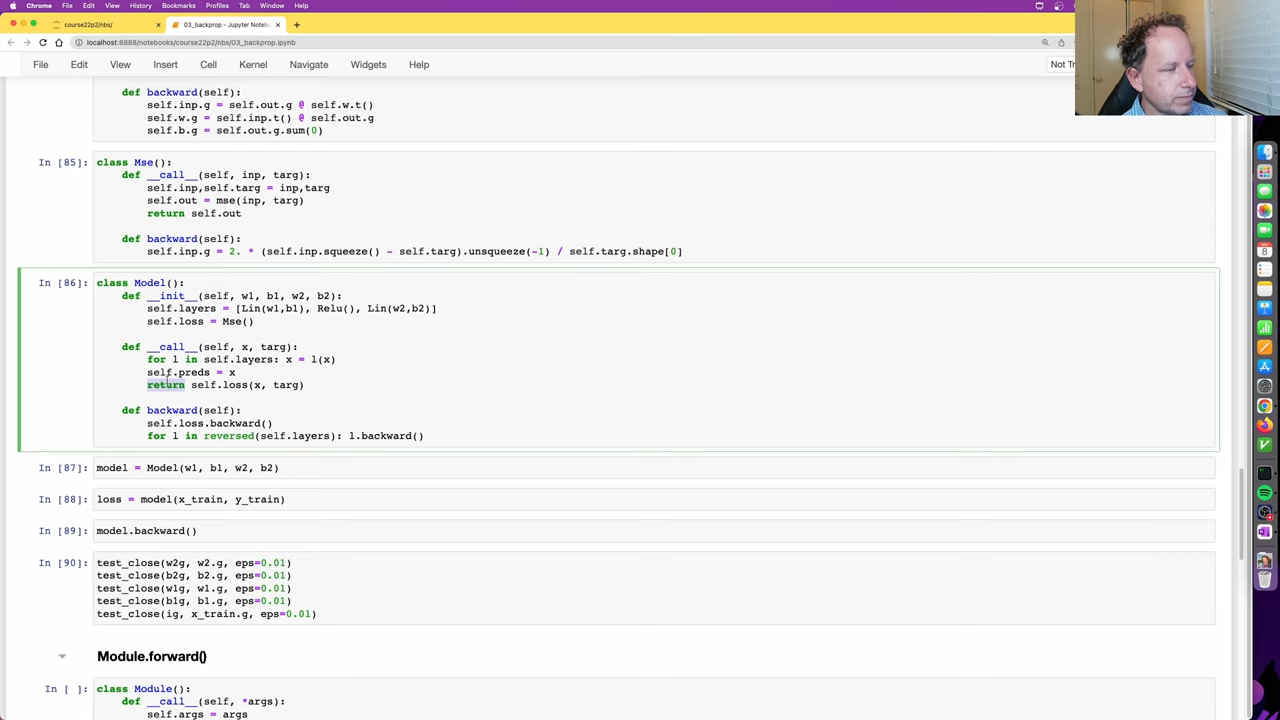 Chrome File Edit View History Bookmarks Profiles Tab Window Help
course22p2/nbs/
03_backprop - Jupyter Notebo
localhost:8888/notebooks/course22p2/nbs/03_backprop.ipynb
File Edit View Insert Cell Kernel Navigate Widgets Help Not Tr
def backward(self):
self.inp.g = self.out.g @ self.w.t()
self.w.g = self.inp.t() @ self.out.g
self.b.g = self.out.g.sum(0)
In [85]: class Mse():
def __call__(self, inp, targ):
self.inp,self.targ = inp,targ
self.out = mse(inp, targ)
return self.out
def backward(self):
self.inp.g = 2. * (self.inp.squeeze() - self.targ).unsqueeze(-1) / self.targ.shape[0]
In [86]: class Model():
def __init__(self, w1, b1, w2, b2):
self.layers = [Lin(w1,b1), Relu(), Lin(w2,b2)]
self.loss = Mse()
def __call__(self, x, targ):
for l in self.layers: x = l(x)
self.preds = x
return self.loss(x, targ)
def backward(self):
self.loss.backward()
for l in reversed(self.layers): l.backward()
In [87]: model = Model(w1, b1, w2, b2)
In [88]: loss = model(x_train, y_train)
In [89]: model.backward()
In [90]: test_close(w2g, w2.g, eps=0.01)
test_close(b2g, b2.g, eps=0.01)
test_close(w1g, w1.g, eps=0.01)
test_close(b1g, b1.g, eps=0.01)
test_close(ig, x_train.g, eps=0.01)
Module.forward()
In [ ]: class Module():
def __call__(self, *args):
self.args = args